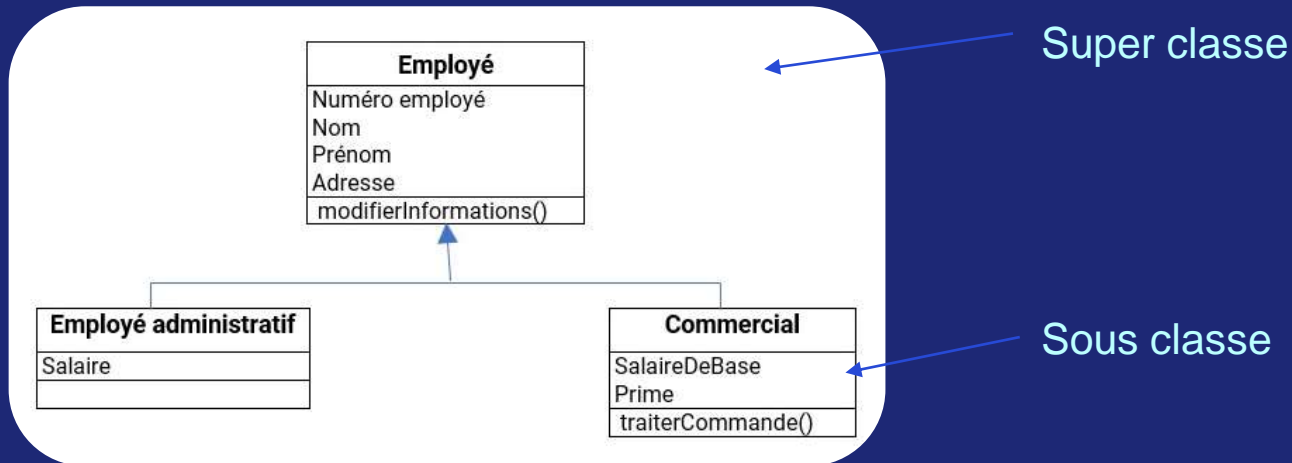 Super classe
Employé
Numéro employé
Nom
Prénom
Adresse
modifierInformations()
Employé administratif
Salaire
Commercial
SalaireDeBase
Prime
traiterCommande()
Sous classe